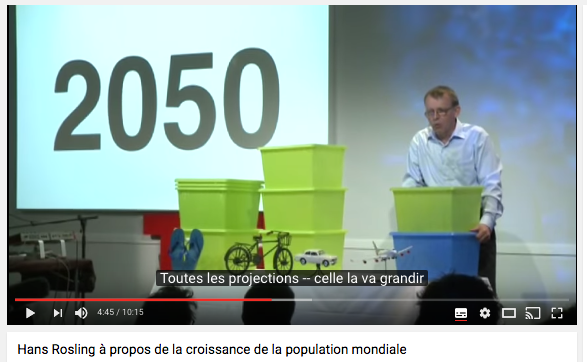 2050
Toutes les projections -- celle la va grandir
4:45 / 10:15
Hans Rosling à propos de la croissance de la population mondiale